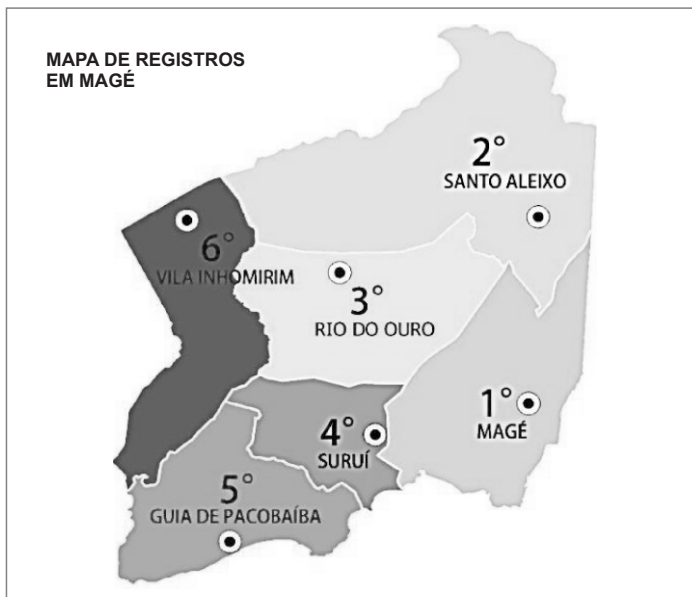 MAPA DE REGISTROS
EM MAGÉ
2°
SANTO ALEIXO
6°
VILA INHOMIRIM
3°
RIO DO OURO
1°
MAGÉ
4°
SURUÍ
5°
GUIA DE PACOBAÍBA